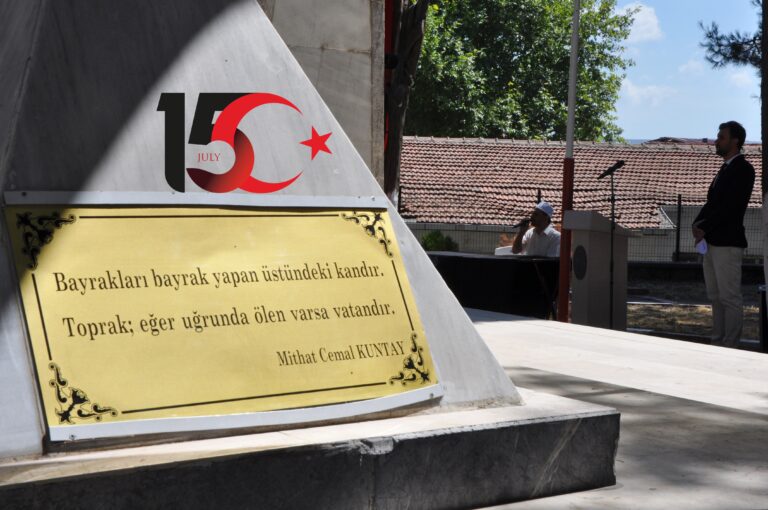 15
JULY
Bayrakları bayrak yapan üstündeki kandır.
Toprak; eğer uğrunda ölen varsa vatandır.
Mithat Cemal KUNTAY